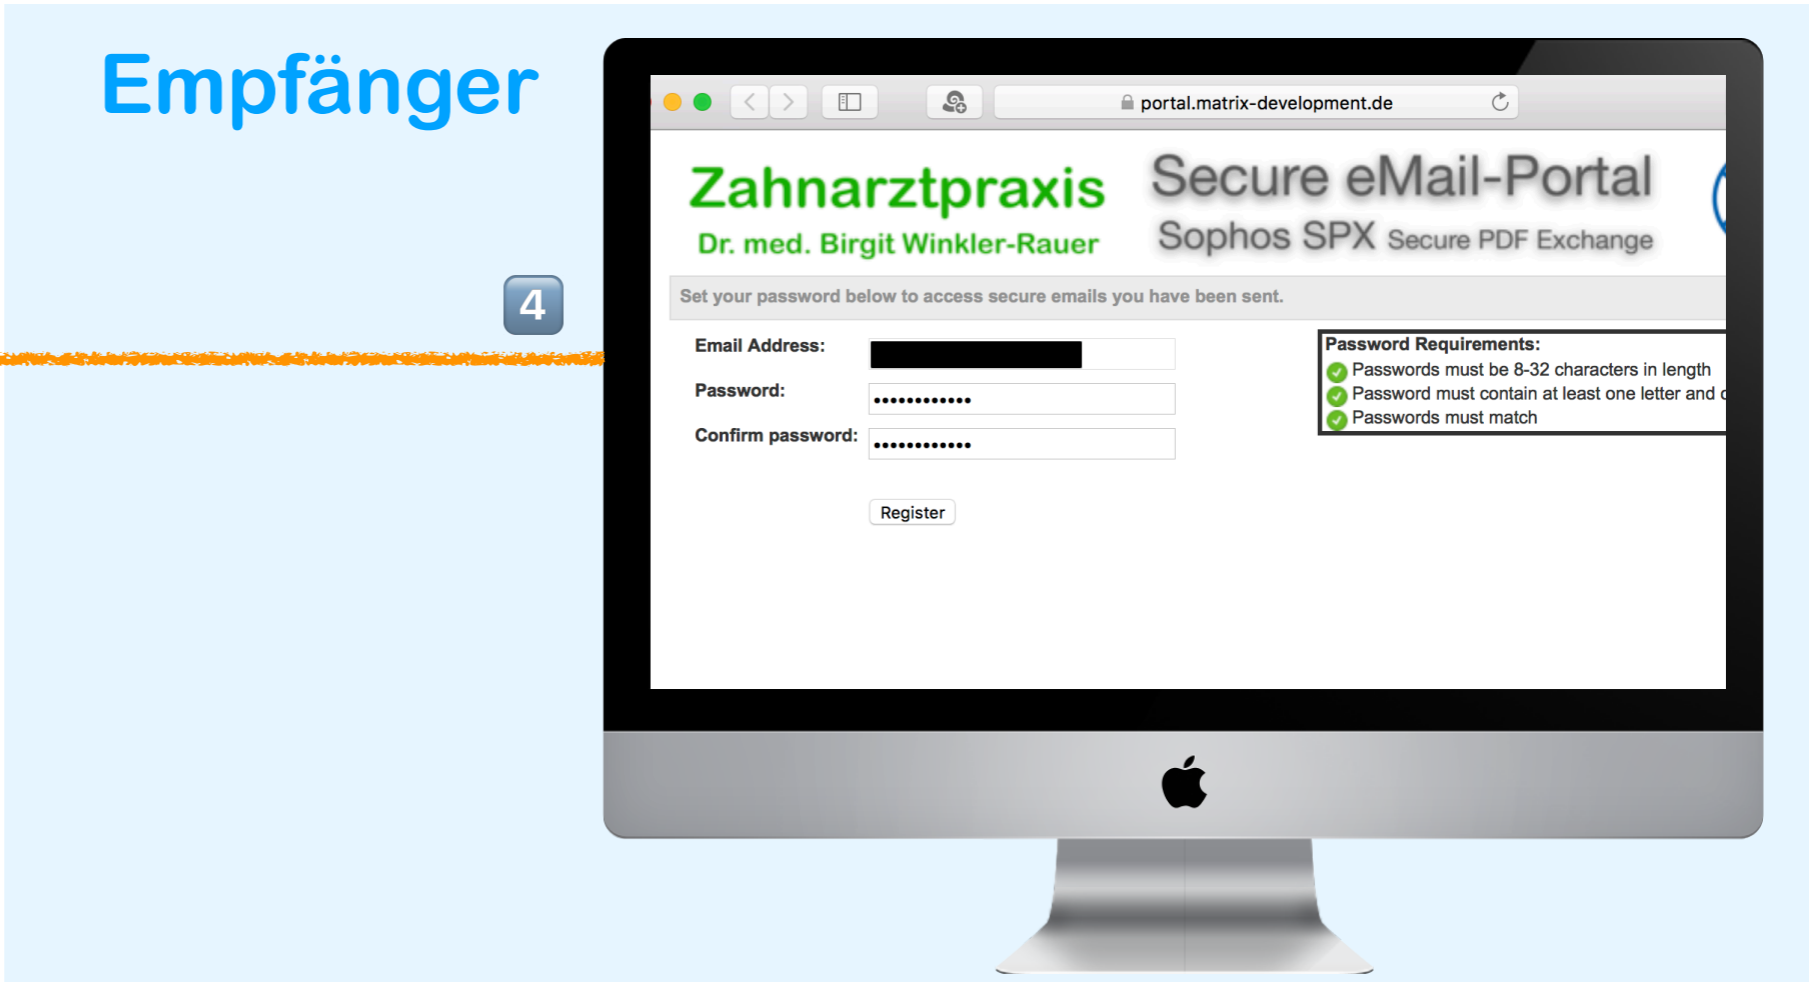 Empfänger
portal.matrix-development.de
Zahnarztpraxis
Dr. med. Birgit Winkler-Rauer
Secure eMail-Portal
Sophos SPX Secure PDF Exchange
4
Set your password below to access secure emails you have been sent.
Email Address:
Password:
••••••••••••
Confirm password:
••••••••••••
Register
Password Requirements:
Passwords must be 8-32 characters in length
Password must contain at least one letter and
Passwords must match